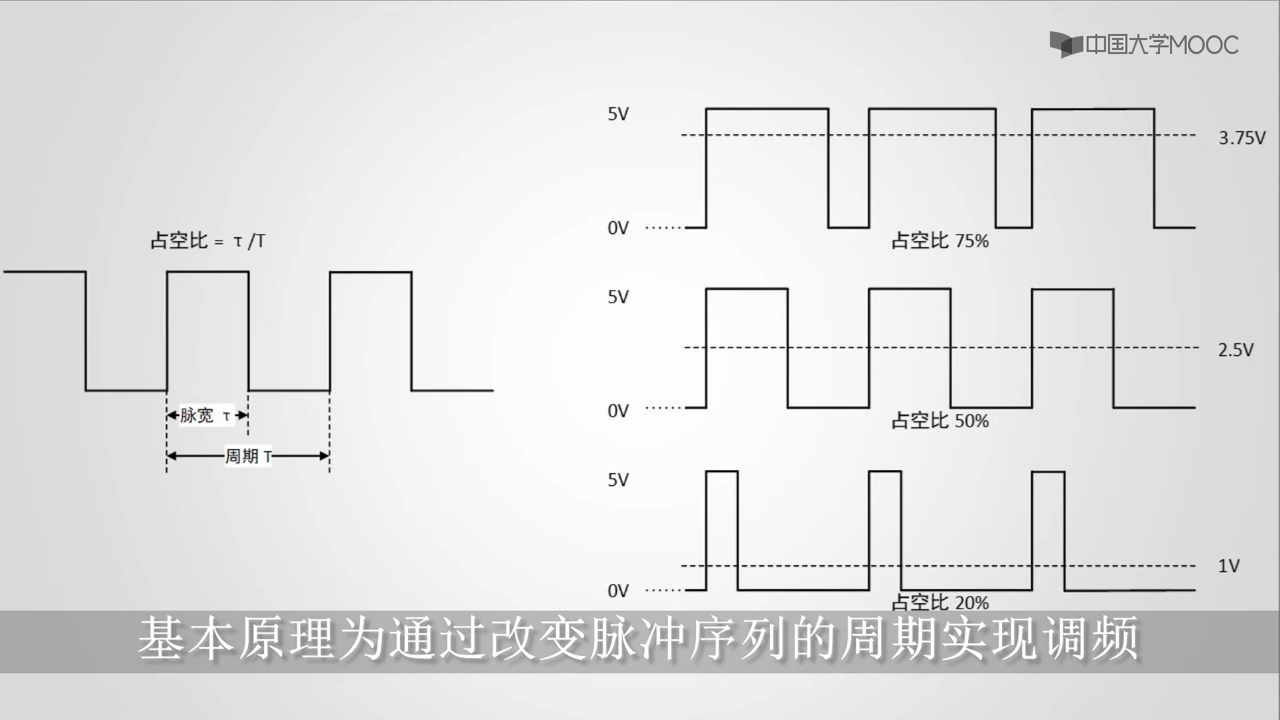 中国大学MOOC
占空比 = τ /T
脉宽 τ
周期 T
5V
3.75V
0V
占空比 75%
5V
2.5V
0V
占空比 50%
5V
1V
0V
占空比 20%
基本原理为通过改变脉冲序列的周期实现调频